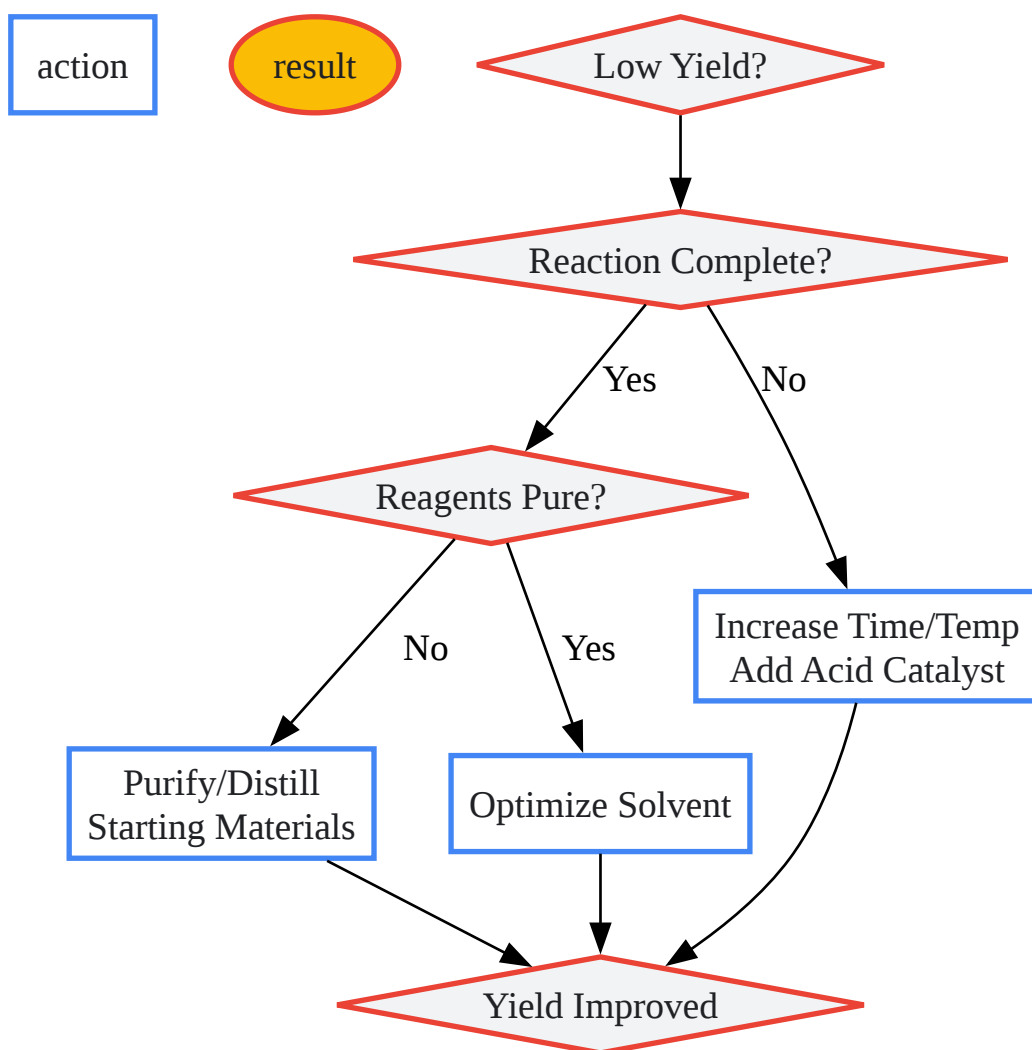 action
result
Low Yield?
Reaction Complete?
Yes
No
Reagents Pure?
No
Yes
Increase Time/Temp
Add Acid Catalyst
Purify/Distill
Starting Materials
Optimize Solvent
Yield Improved